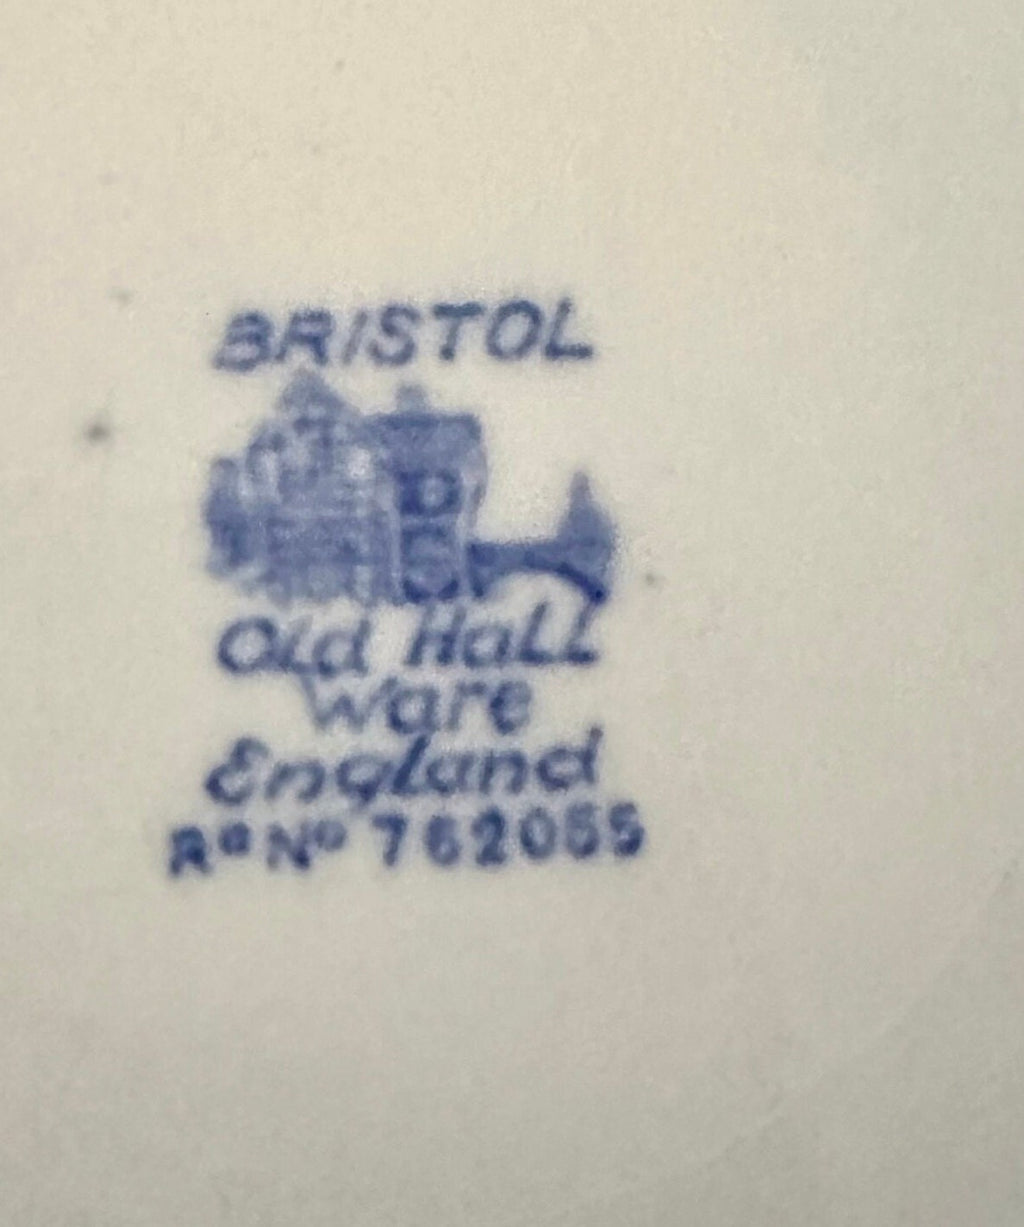 BRISTOL
Old Hall
Ware
England
Rd No 762055